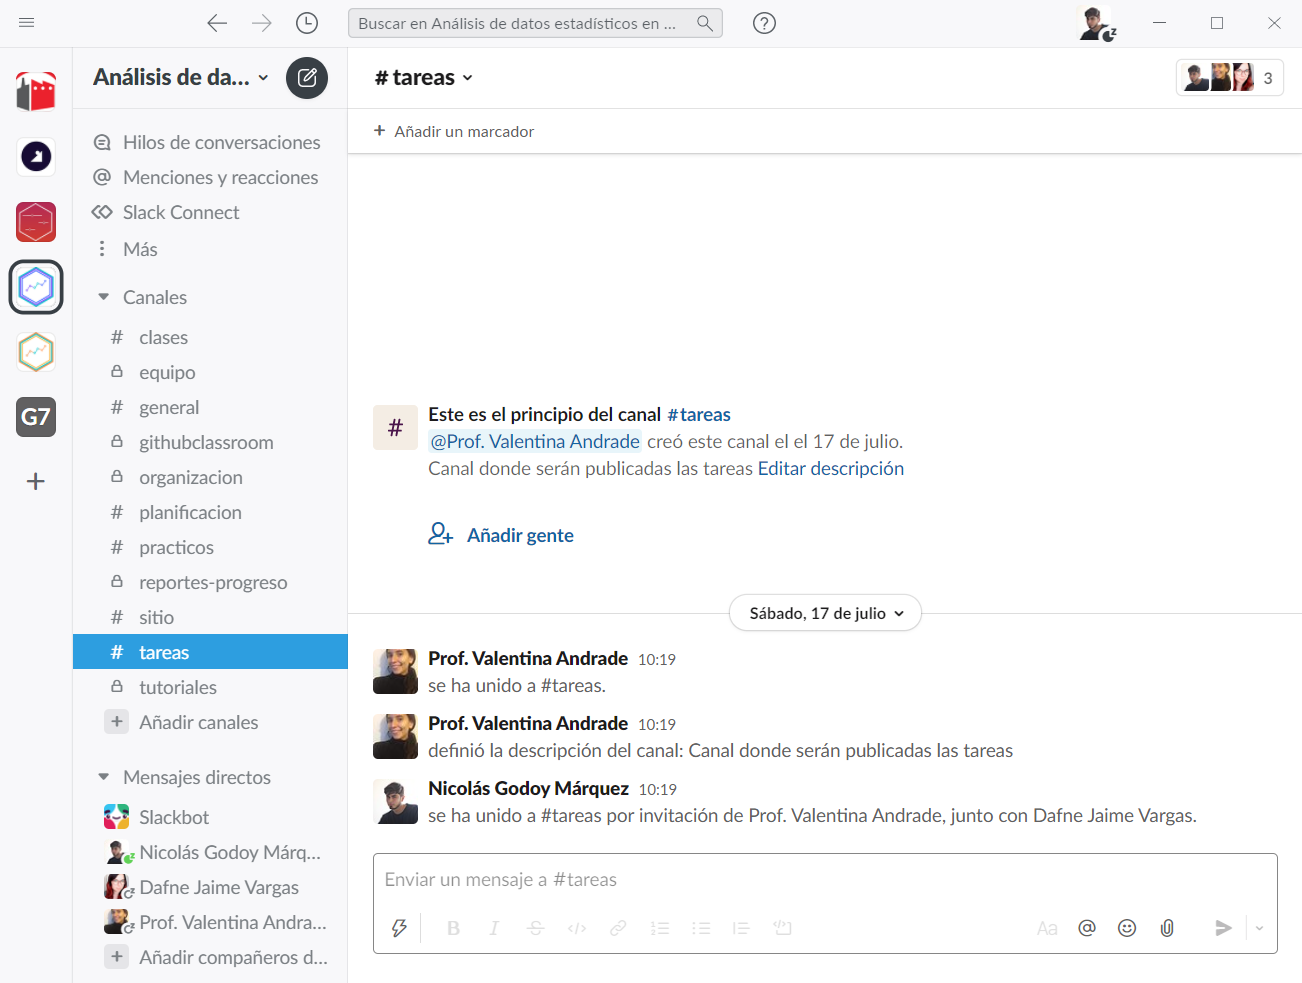 Buscar en Análisis de datos estadísticos en ...
Análisis de da...
Hilos de conversaciones
Menciones y reacciones
Slack Connect
Más
Canales
# clases
equipo
# general
githubclassroom
organizacion
# planificacion
# practicos
reportes-progreso
# sitio
# tareas
tutoriales
+ Añadir canales
Mensajes directos
Slackbot
Nicolás Godoy Márq...
Dafne Jaime Vargas
Prof. Valentina Andra...
+ Añadir compañeros d...
G7
# tareas
3
+ Añadir un marcador
#
Este es el principio del canal #tareas
@Prof. Valentina Andrade creó este canal el el 17 de julio.
Canal donde serán publicadas las tareas Editar descripción
Añadir gente
Sábado, 17 de julio
Prof. Valentina Andrade 10:19
se ha unido a #tareas.
Prof. Valentina Andrade 10:19
definió la descripción del canal: Canal donde serán publicadas las tareas
Nicolás Godoy Márquez 10:19
se ha unido a #tareas por invitación de Prof. Valentina Andrade, junto con Dafne Jaime Vargas.
Enviar un mensaje a #tareas
B I S </> Aa @